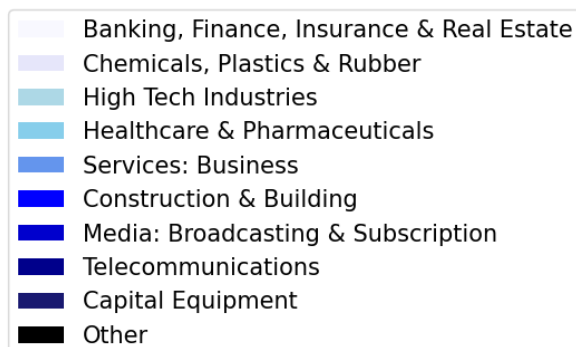 Banking, Finance, Insurance & Real Estate
Chemicals, Plastics & Rubber
High Tech Industries
Healthcare & Pharmaceuticals
Services: Business
Construction & Building
Media: Broadcasting & Subscription
Telecommunications
Capital Equipment
Other